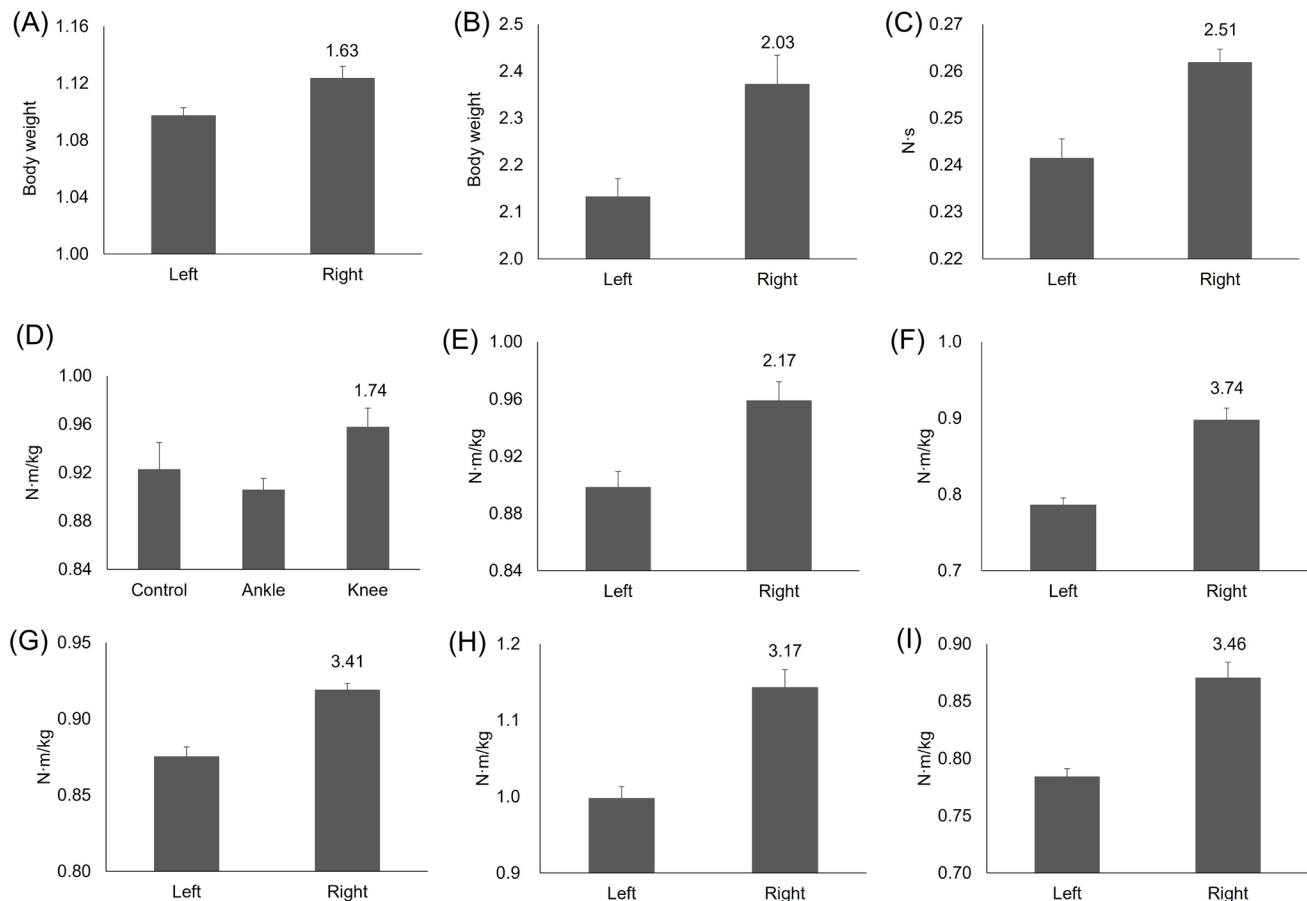 (A)
Body weight
1.16
1.12
1.08
1.04
1.00
1.63
Left Right
(B)
Body weight
2.5
2.4
2.3
2.2
2.1
2.0
2.03
Left Right
(C)
N·s
0.27
0.26
0.25
0.24
0.23
0.22
2.51
Left Right
(D)
N·m/kg
1.00
0.96
0.92
0.88
0.84
1.74
Control Ankle Knee
(E)
N·m/kg
1.00
0.96
0.92
0.88
0.84
2.17
Left Right
(F)
N·m/kg
1.0
0.9
0.8
0.7
3.74
Left Right
(G)
N·m/kg
0.95
0.90
0.85
0.80
3.41
Left Right
(H)
N·m/kg
1.2
1.1
1.0
0.9
3.17
Left Right
(I)
N·m/kg
0.90
0.85
0.80
0.75
0.70
3.46
Left Right